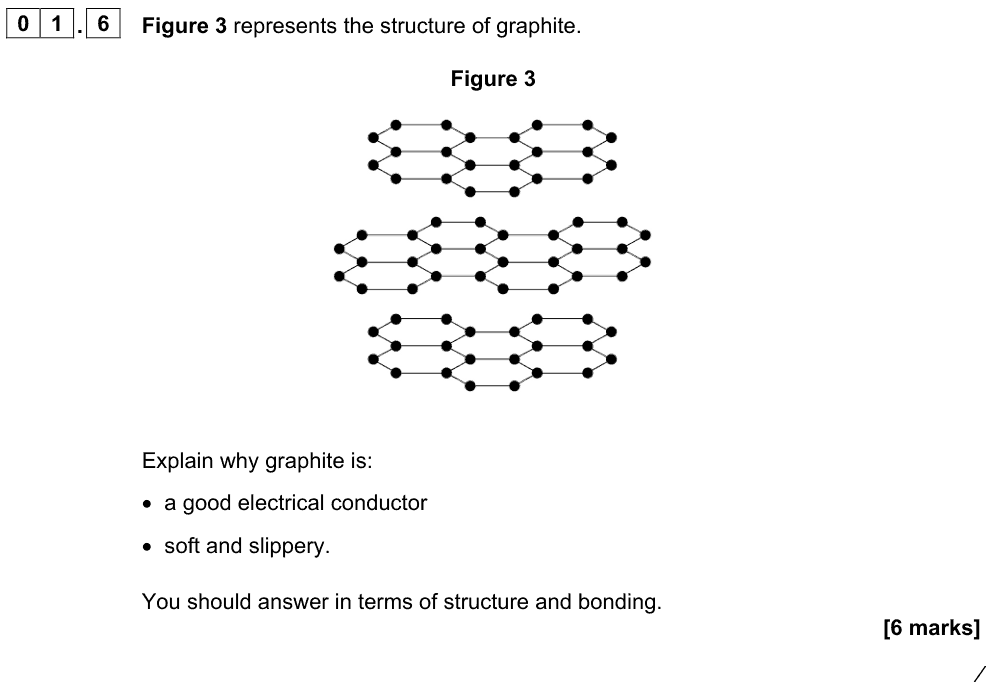 0 1 . 6 Figure 3 represents the structure of graphite.
Figure 3
Explain why graphite is:
• a good electrical conductor
• soft and slippery.
You should answer in terms of structure and bonding.
[6 marks]